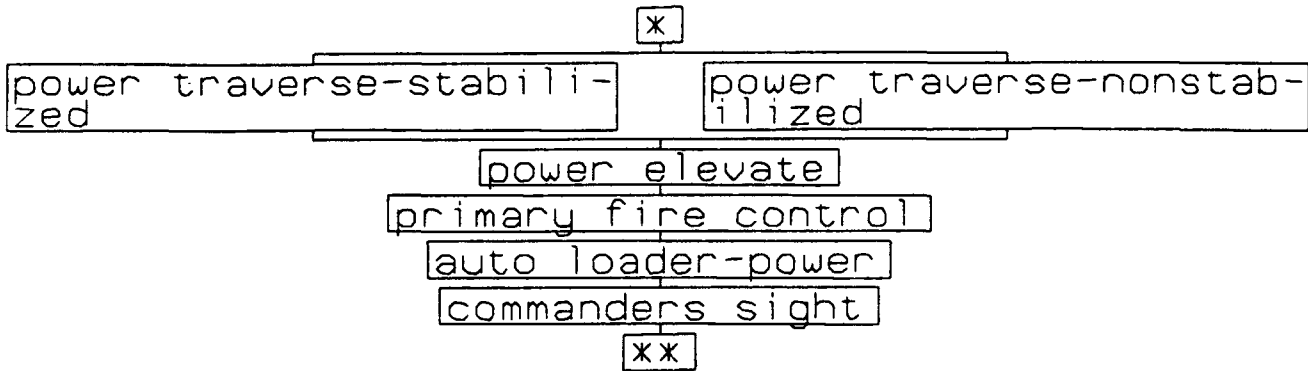 *
power traverse-stabili-
zed
power traverse-nonstab-
ilized
power elevate
primary fire control
auto loader-power
commanders sight
**